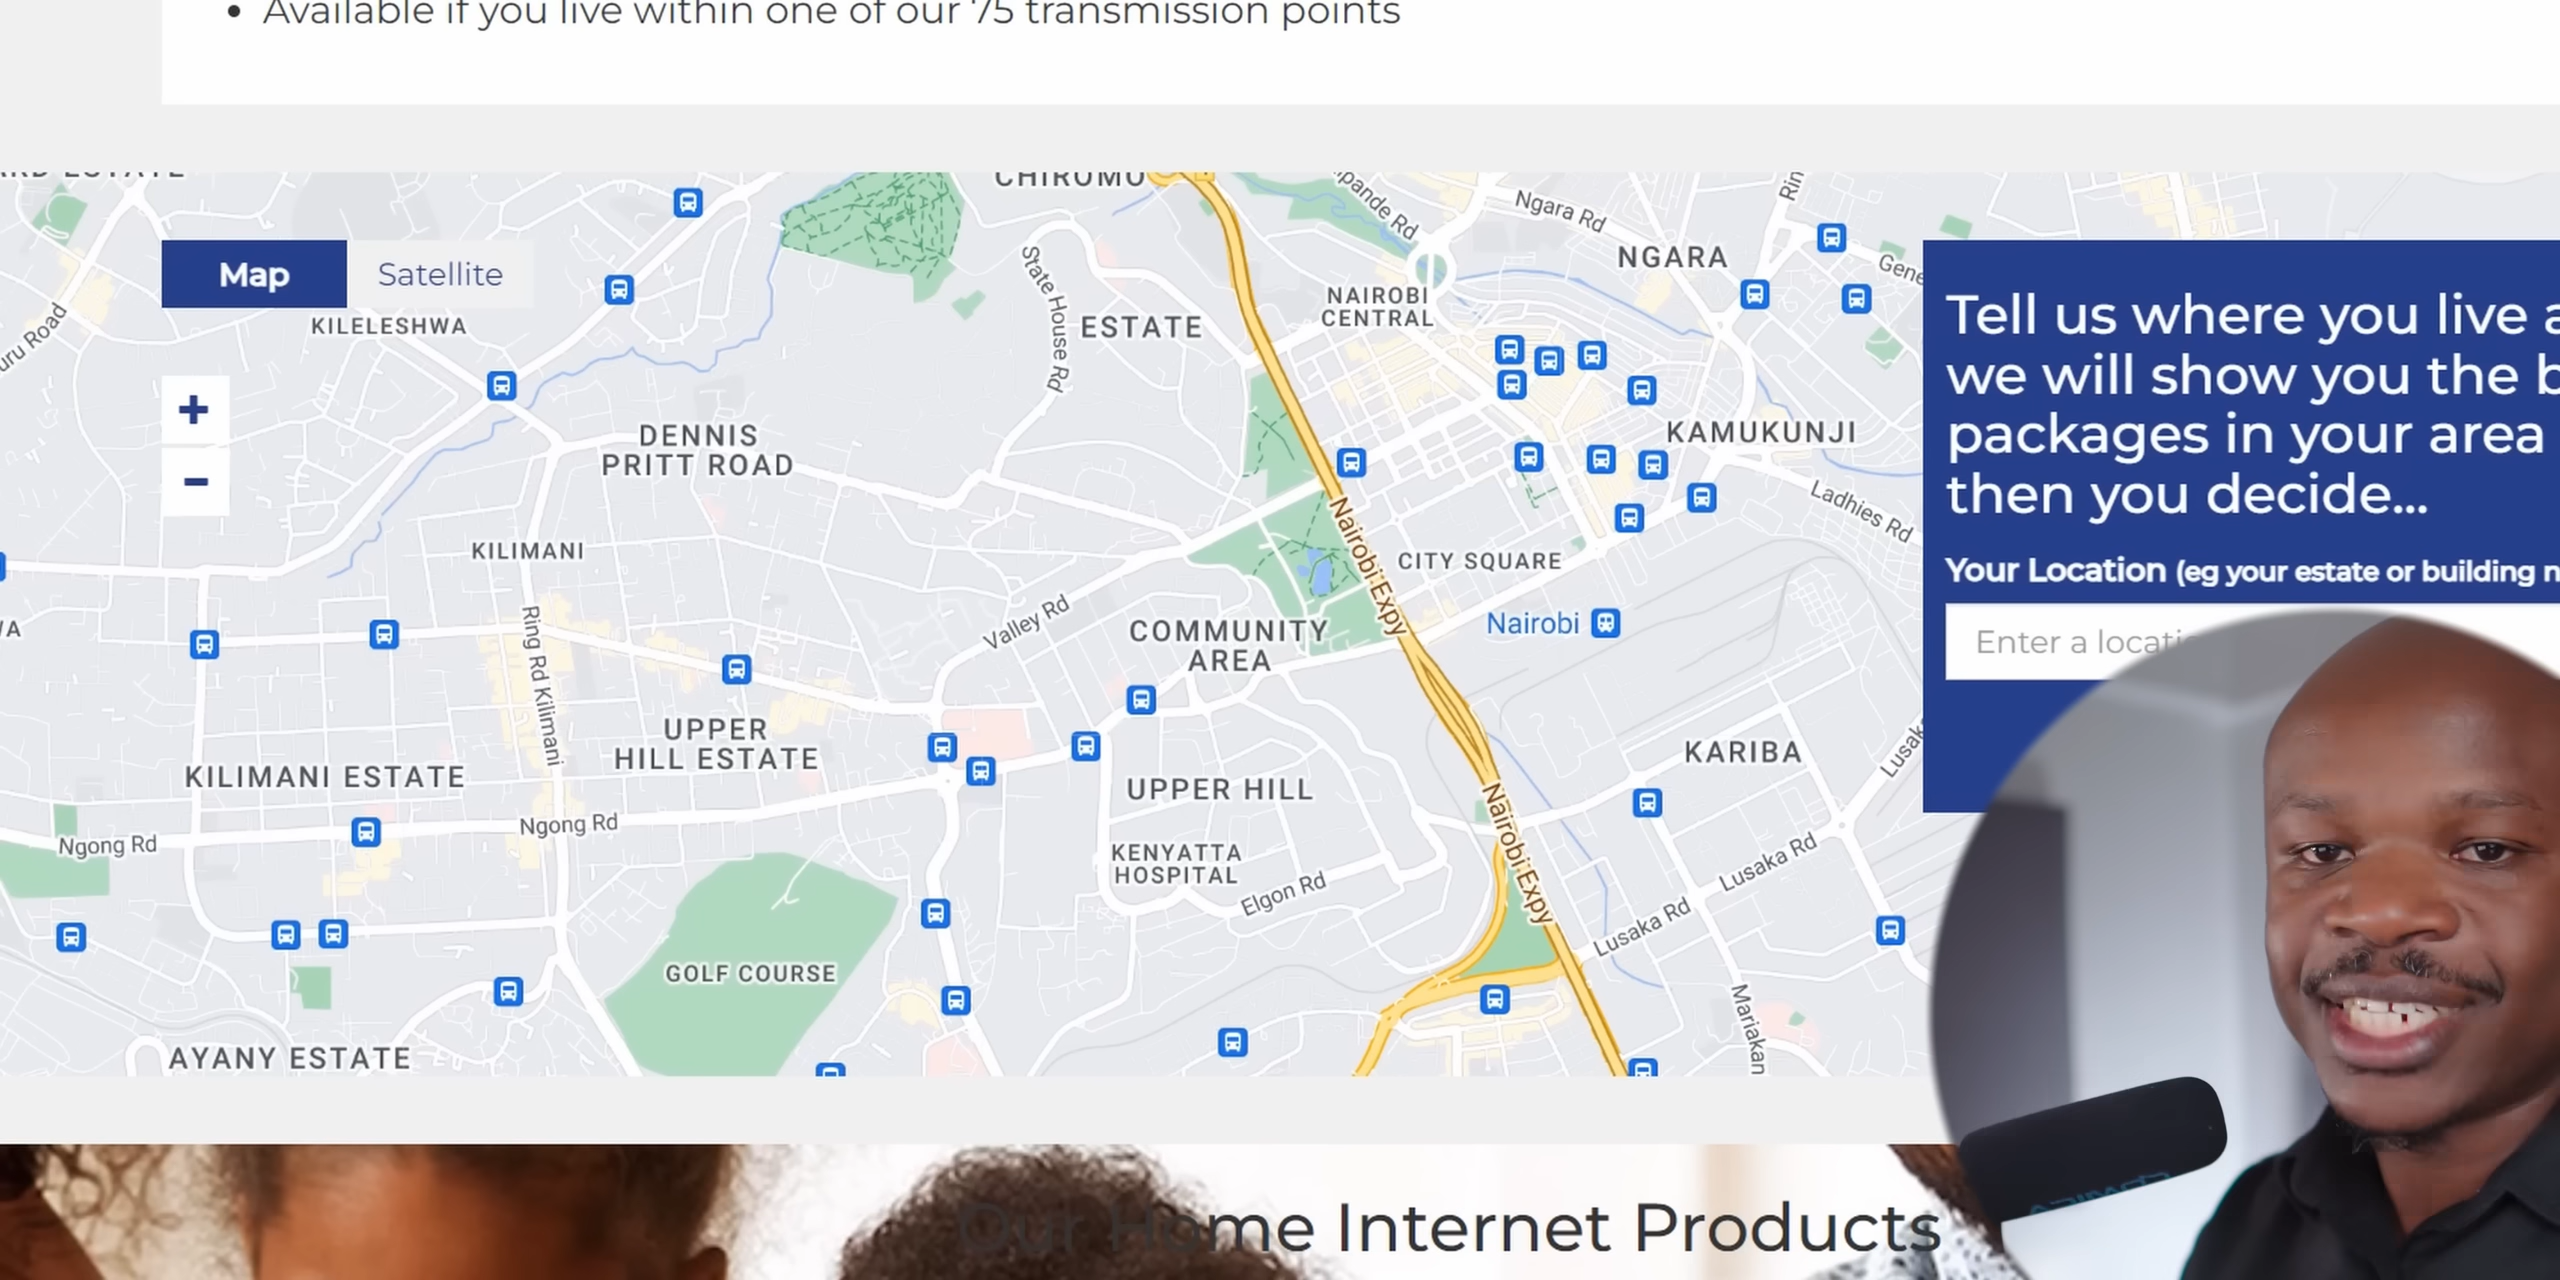 Available if you live within one of our 75 transmission points
Map
Satellite
+
-
KILELESHWA
DENNIS
PRITT ROAD
KILIMANI
Ring Rd Kilimani
UPPER
HILL ESTATE
KILIMANI ESTATE
Ngong Rd
Ngong Rd
GOLF COURSE
AYANY ESTATE
State House Rd
ESTATE
NAIROBI
CENTRAL
Ngara Rd
NGARA
KAMUKUNJI
Ladhies Rd
Nairobi Expy
CITY SQUARE
Nairobi
Valley Rd
COMMUNITY
AREA
UPPER HILL
KENYATTA
HOSPITAL
Elgon Rd
Nairobi Expy
KARIBA
Lusaka Rd
Lusaka Rd
Tell us where you live
we will show you the
packages in your area
then you decide...
Your Location (eg your estate or building
Enter a
Our Home Internet Products